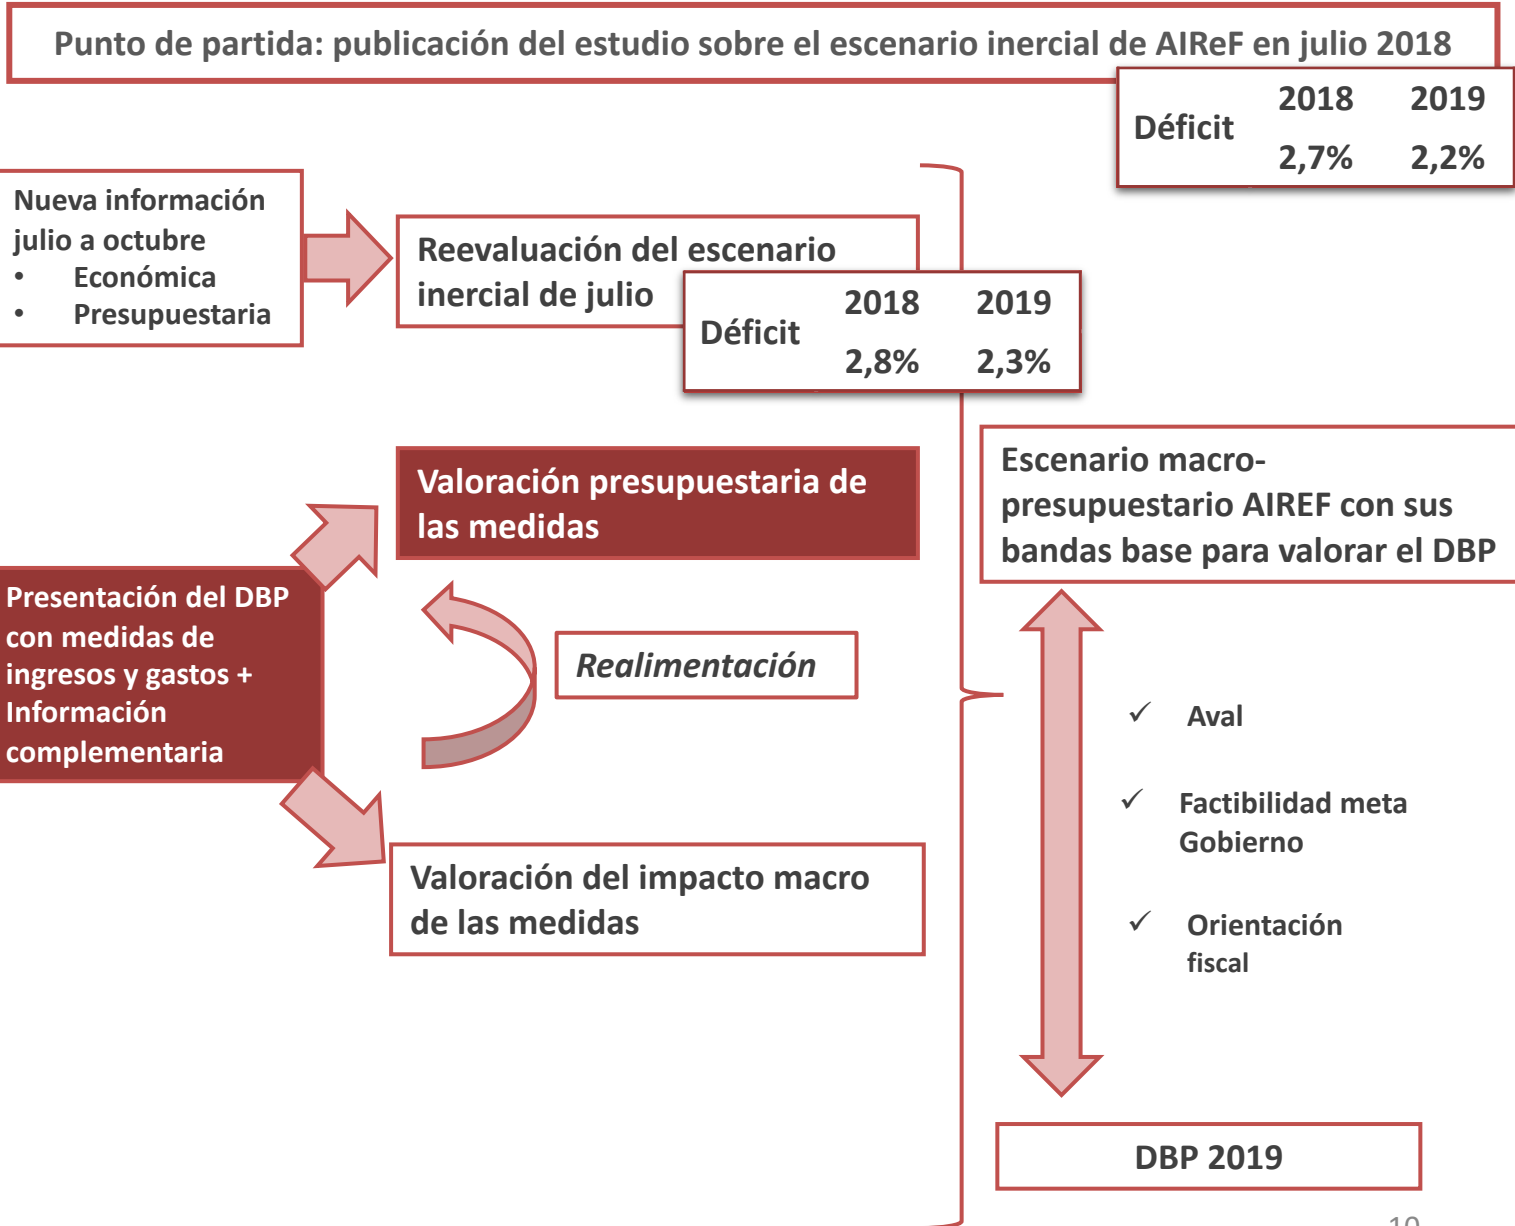 Punto de partida: publicación del estudio sobre el escenario inercial de AIReF en julio 2018
2018 2019
Déficit
2,7% 2,2%
Nueva información
julio a octubre
• Económica
• Presupuestaria
Reevaluación del escenario
inercial de julio
2018 2019
Déficit
2,8% 2,3%
Valoración presupuestaria de
las medidas
Escenario macro-
presupuestario AIREF con sus
bandas base para valorar el DBP
Presentación del DBP
con medidas de
ingresos y gastos +
Información
complementaria
Realimentación
✓ Aval
✓ Factibilidad meta
Gobierno
✓ Orientación
fiscal
Valoración del impacto macro
de las medidas
DBP 2019
10